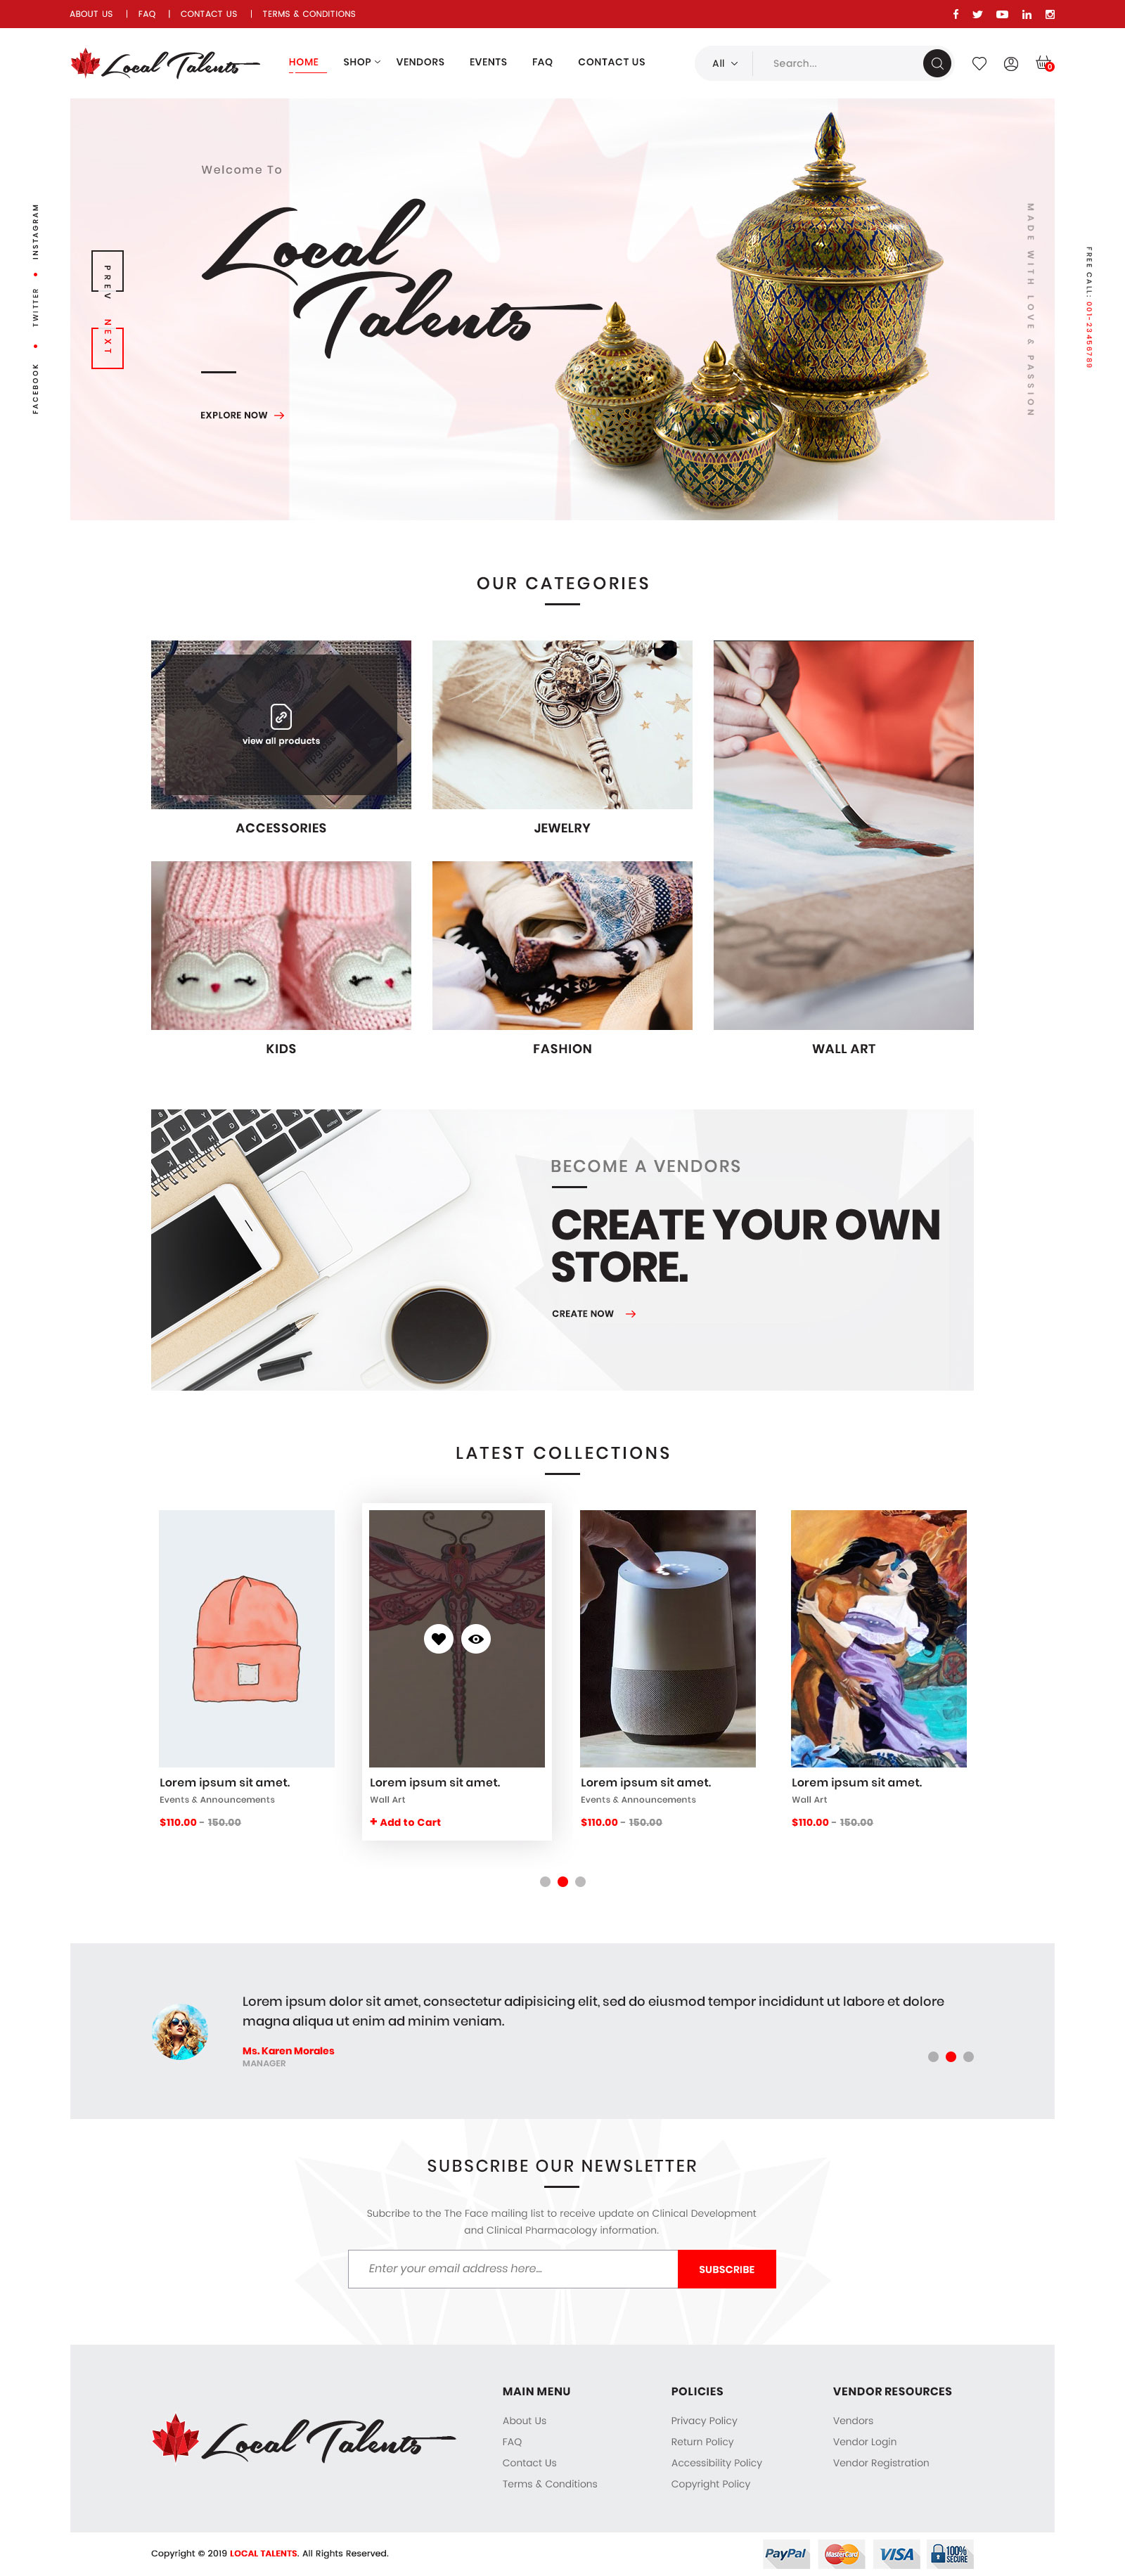 ABOUT US | FAQ | CONTACT US | TERMS & CONDITIONS
Local Talents
HOME SHOP VENDORS EVENTS FAQ CONTACT US
All Search...
0
Welcome To
Local
Talents
EXPLORE NOW
PREV
NEXT
INSTAGRAM
TWITTER
FACEBOOK
MADE WITH LOVE & PASSION
FREE CALL: 001-23456789
OUR CATEGORIES
view all products
ACCESSORIES
JEWELRY
KIDS
FASHION
WALL ART
BECOME A VENDORS
CREATE YOUR OWN
STORE.
CREATE NOW
LATEST COLLECTIONS
Lorem ipsum sit amet.
Events & Announcements
$110.00 - 150.00
Lorem ipsum sit amet.
Wall Art
+ Add to Cart
Lorem ipsum sit amet.
Events & Announcements
$110.00 - 150.00
Lorem ipsum sit amet.
Wall Art
$110.00 - 150.00
Lorem ipsum dolor sit amet, consectetur adipisicing elit, sed do eiusmod tempor incididunt ut labore et dolore
magna aliqua ut enim ad minim veniam.
Ms. Karen Morales
MANAGER
SUBSCRIBE OUR NEWSLETTER
Subcribe to the The Face mailing list to receive update on Clinical Development
and Clinical Pharmacology information.
Enter your email address here...
SUBSCRIBE
Local Talents
MAIN MENU
About Us
FAQ
Contact Us
Terms & Conditions
POLICIES
Privacy Policy
Return Policy
Accessibility Policy
Copyright Policy
VENDOR RESOURCES
Vendors
Vendor Login
Vendor Registration
Copyright © 2019 LOCAL TALENTS. All Rights Reserved.
PayPal
MasterCard
VISA
100%
SECURE